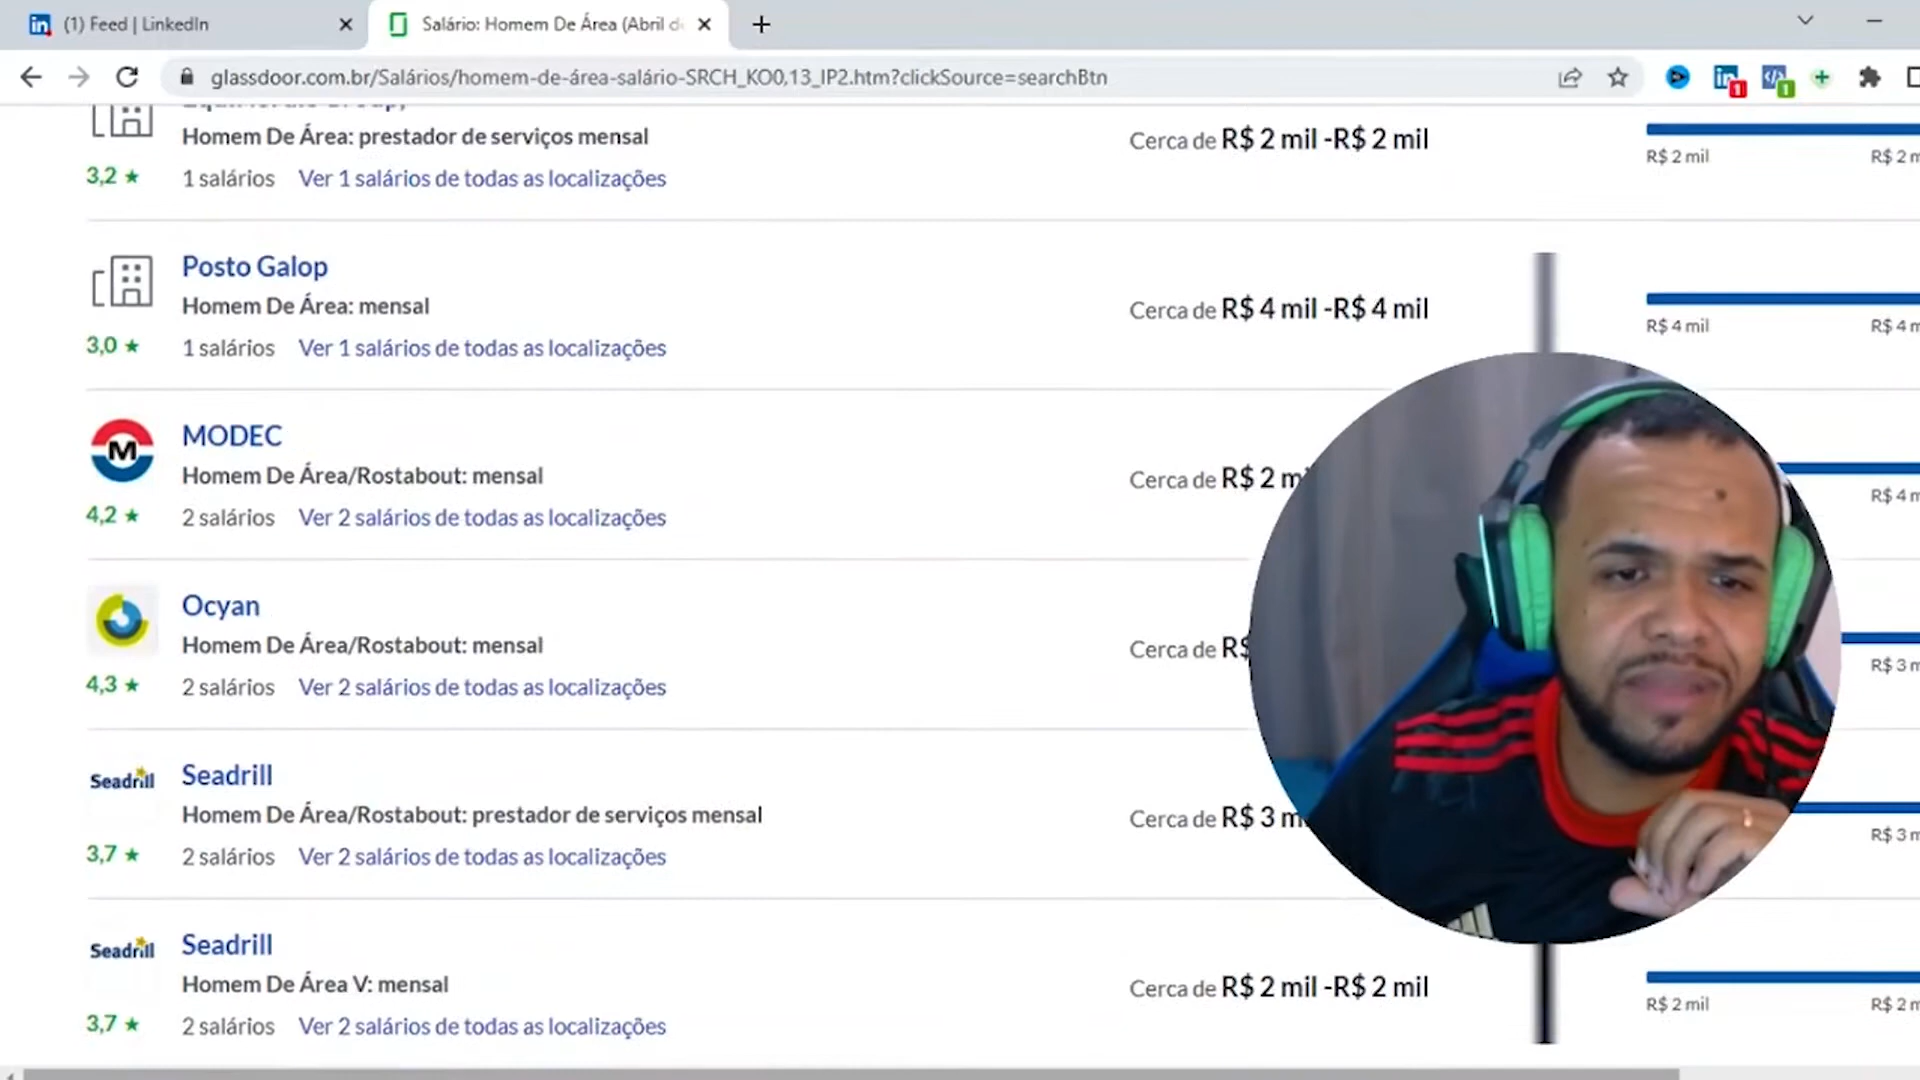 (1) Feed | LinkedIn
Salário: Homem De Área (Abril d
glassdoor.com.br/Salários/homem-de-área-salário-SRCH_KO0,13_IP2.htm?clickSource=searchBtn
1
1
Homem De Área: prestador de serviços mensal
Cerca de R$ 2 mil -R$ 2 mil
R$ 2 mil
R$ 2 m
3,2 ★
1 salários
Ver 1 salários de todas as localizações
Posto Galop
Homem De Área: mensal
Cerca de R$ 4 mil -R$ 4 mil
R$ 4 mil
R$ 4 m
3,0 ★
1 salários
Ver 1 salários de todas as localizações
M
MODEC
Homem De Área/Rostabout: mensal
Cerca de R$ 2 m
R$ 4 m
4,2 ★
2 salários
Ver 2 salários de todas as localizações
Ocyan
Homem De Área/Rostabout: mensal
Cerca de R$
R$ 3 m
4,3 ★
2 salários
Ver 2 salários de todas as localizações
Seadrill
Seadrill
Homem De Área/Rostabout: prestador de serviços mensal
Cerca de R$ 3 m
R$ 3 m
3,7 ★
2 salários
Ver 2 salários de todas as localizações
Seadrill
Seadrill
Homem De Área V: mensal
Cerca de R$ 2 mil -R$ 2 mil
R$ 2 mil
R$ 2 m
3,7 ★
2 salários
Ver 2 salários de todas as localizações